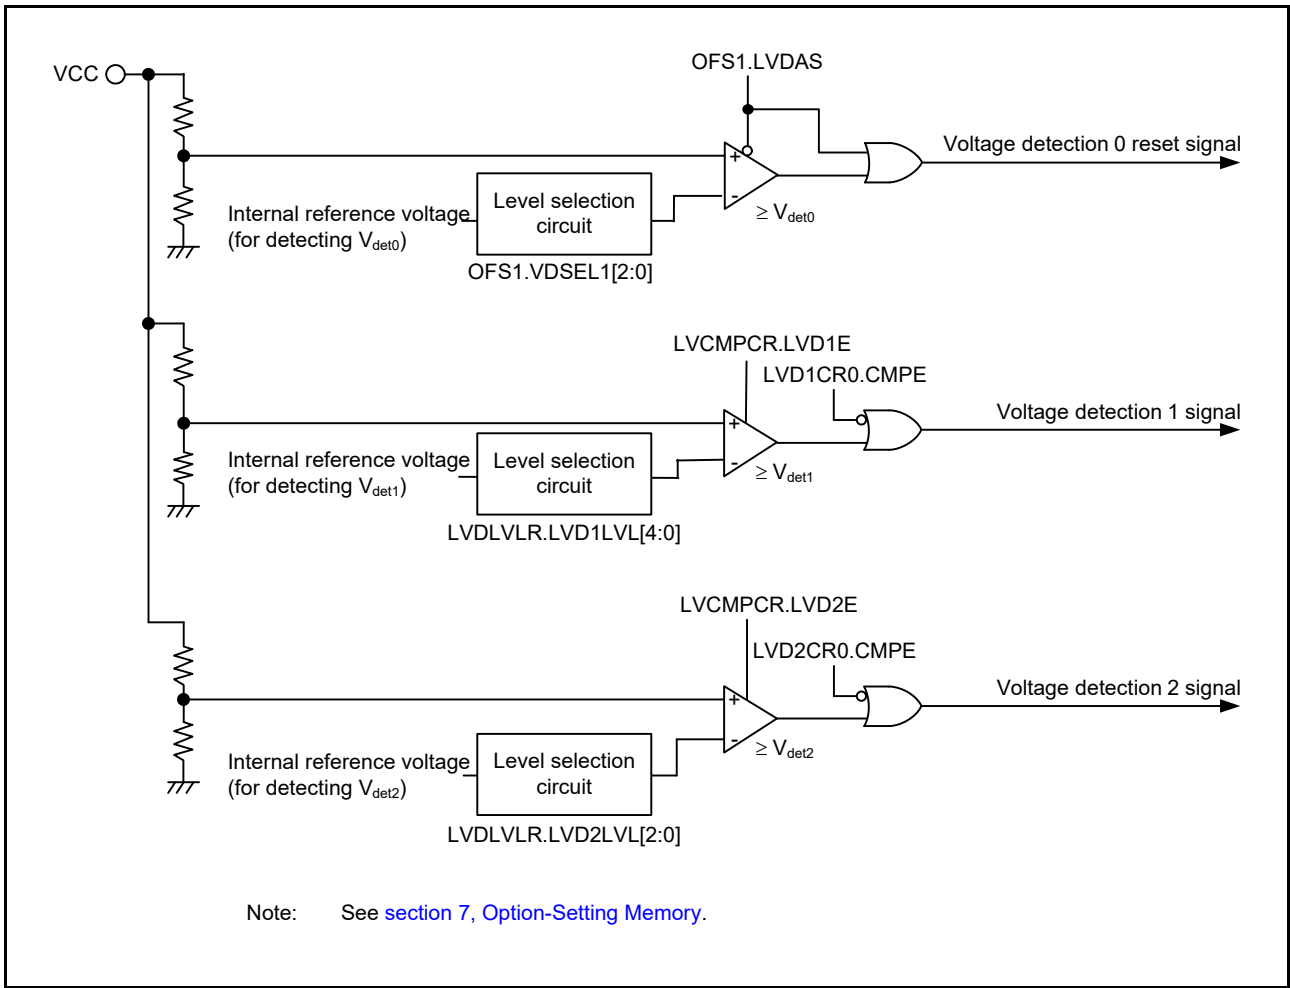 VCC
OFS1.LVDAS
+
-
Voltage detection 0 reset signal
Internal reference voltage
(for detecting Vdet0)
Level selection
circuit
≥ Vdet0
OFS1.VDSEL1[2:0]
LVCMPCR.LVD1E
LVD1CR0.CMPE
+
-
Voltage detection 1 signal
Internal reference voltage
(for detecting Vdet1)
Level selection
circuit
≥ Vdet1
LVDLVLR.LVD1LVL[4:0]
LVCMPCR.LVD2E
LVD2CR0.CMPE
+
-
Voltage detection 2 signal
Internal reference voltage
(for detecting Vdet2)
Level selection
circuit
≥ Vdet2
LVDLVLR.LVD2LVL[2:0]
Note: See section 7, Option-Setting Memory.